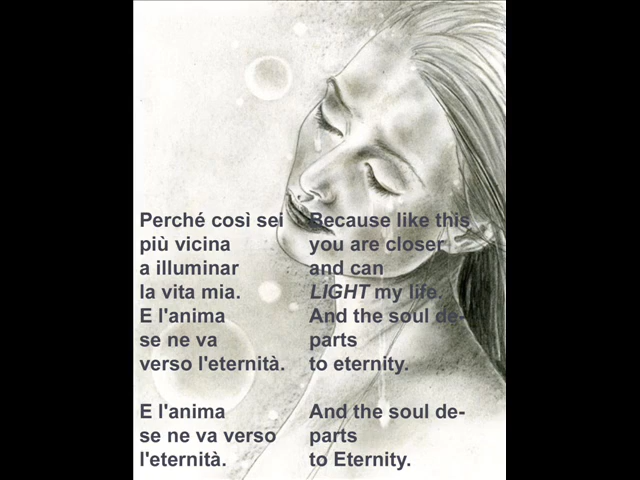 Perché così sei
più vicina
a illuminar
la vita mia.
E l'anima
se ne va
verso l'eternità.
E l'anima
se ne va verso
l'eternità.
Because like this
you are closer
and can
LIGHT my life.
And the soul de-
parts
to eternity.
And the soul de-
parts
to Eternity.